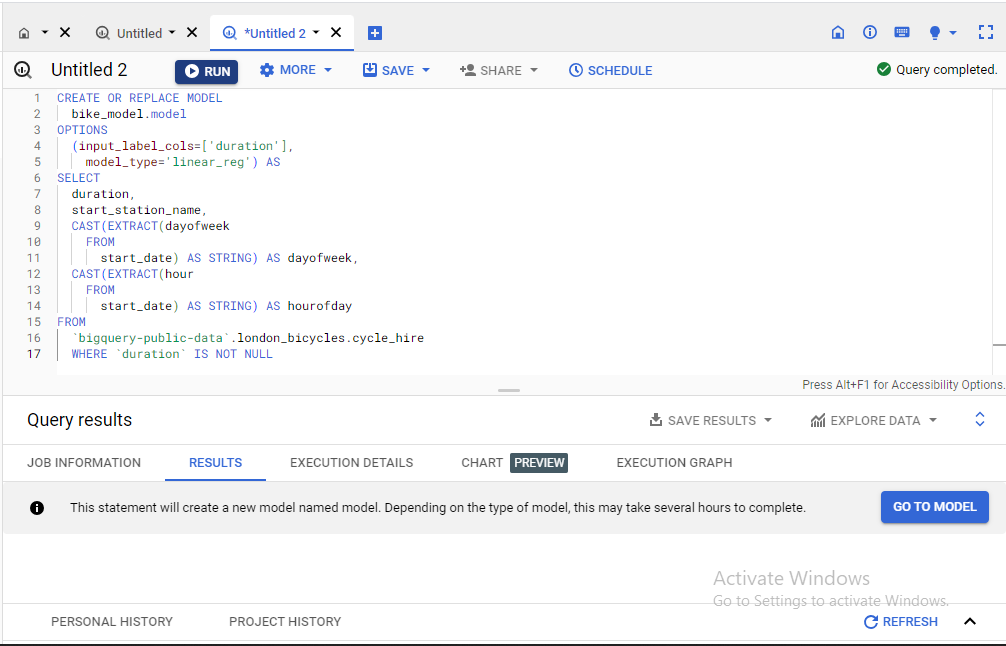 Untitled
*Untitled 2
Untitled 2
RUN
MORE
SAVE
SHARE
SCHEDULE
Query completed.
1 CREATE OR REPLACE MODEL
2 bike_model.model
3 OPTIONS
4 (input_label_cols=['duration'],
5 model_type='linear_reg') AS
6 SELECT
7 duration,
8 start_station_name,
9 CAST(EXTRACT(dayofweek
10 FROM
11 start_date) AS STRING) AS dayofweek,
12 CAST(EXTRACT(hour
13 FROM
14 start_date) AS STRING) AS hourofday
15 FROM
16 `bigquery-public-data`.london_bicycles.cycle_hire
17 WHERE `duration` IS NOT NULL
Press Alt+F1 for Accessibility Options.
Query results
SAVE RESULTS
EXPLORE DATA
JOB INFORMATION
RESULTS
EXECUTION DETAILS
CHART PREVIEW
EXECUTION GRAPH
This statement will create a new model named model. Depending on the type of model, this may take several hours to complete.
GO TO MODEL
Activate Windows
Go to Settings to activate Windows.
PERSONAL HISTORY
PROJECT HISTORY
REFRESH